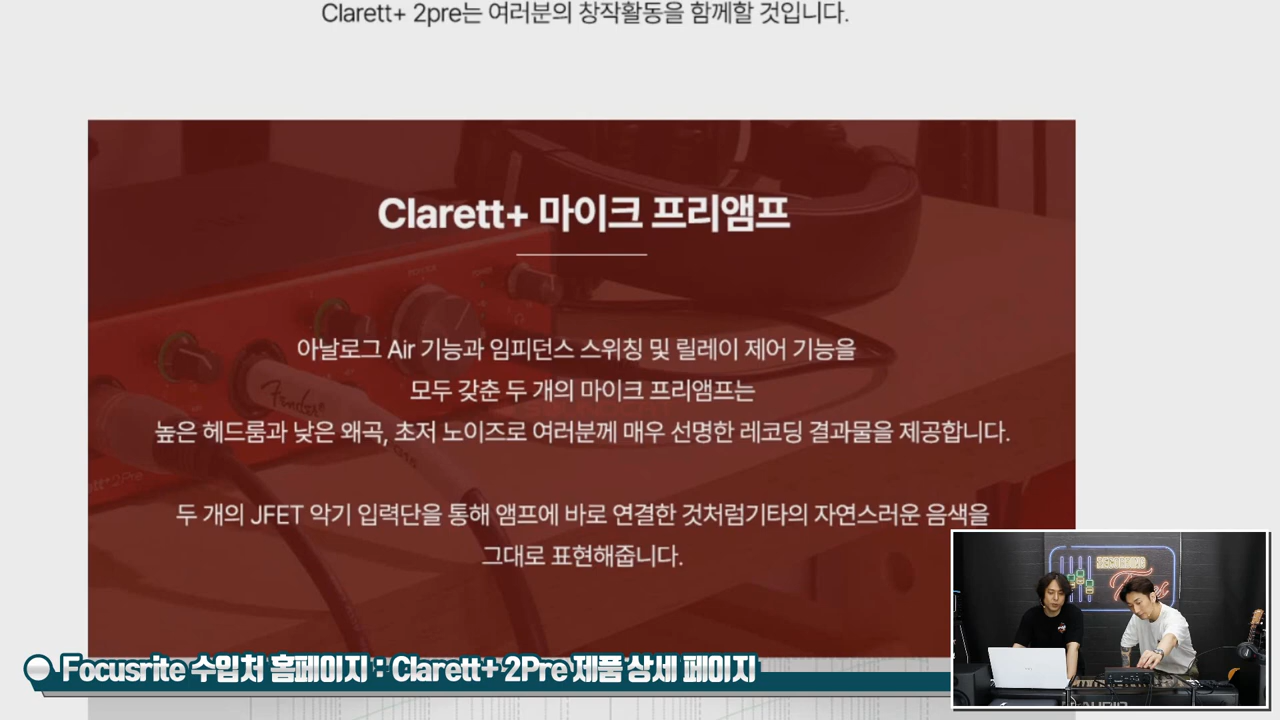 Clarett+ 2pre는 여러분의 창작활동을 함께할 것입니다.
Clarett+ 마이크 프리앰프
아날로그 Air 기능과 임피던스 스위칭 및 릴레이 제어 기능을
모두 갖춘 두 개의 마이크 프리앰프는
높은 헤드룸과 낮은 왜곡, 초저 노이즈로 여러분께 매우 선명한 레코딩 결과물을 제공합니다.
두 개의 JFET 악기 입력단을 통해 앰프에 바로 연결한 것처럼기타의 자연스러운 음색을
그대로 표현해줍니다.
Fender
RECORDING
Focusrite 수입처 홈페이지 : Clarett+ 2Pre 제품 상세 페이지